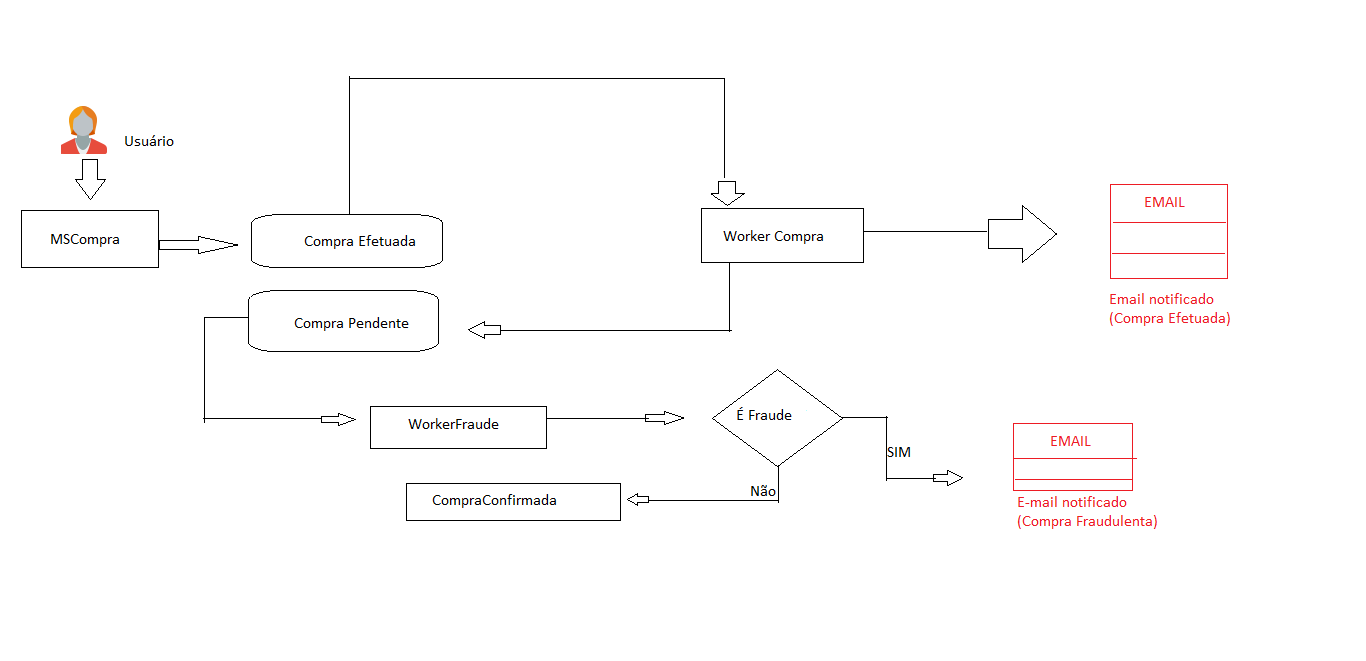 Usuário
MSCompra
Compra Efetuada
Worker Compra
EMAIL
Email notificado
(Compra Efetuada)
Compra Pendente
WorkerFraude
É Fraude
SIM
EMAIL
E-mail notificado
(Compra Fraudulenta)
Não
CompraConfirmada